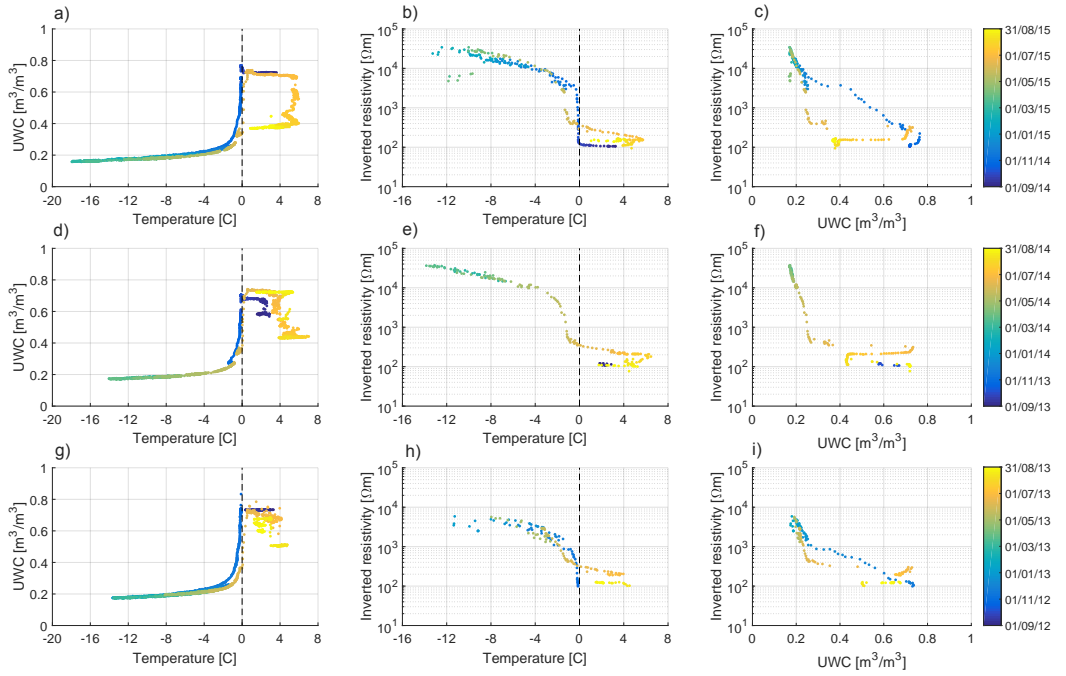 a)
b)
c)
UWC [m³/m³]
1
0.8
0.6
0.4
0.2
0
-20 -16 -12 -8 -4 0 4 8
Temperature [C]
Inverted resistivity [Ωm]
10⁵
10⁴
10³
10²
10¹
-16 -12 -8 -4 0 4 8
Temperature [C]
Inverted resistivity [Ωm]
10⁵
10⁴
10³
10²
10¹
0 0.2 0.4 0.6 0.8 1
UWC [m³/m³]
31/08/15
01/07/15
01/05/15
01/03/15
01/01/15
01/11/14
01/09/14
d)
e)
f)
UWC [m³/m³]
1
0.8
0.6
0.4
0.2
0
-20 -16 -12 -8 -4 0 4 8
Temperature [C]
Inverted resistivity [Ωm]
10⁵
10⁴
10³
10²
10¹
-16 -12 -8 -4 0 4 8
Temperature [C]
Inverted resistivity [Ωm]
10⁵
10⁴
10³
10²
10¹
0 0.2 0.4 0.6 0.8 1
UWC [m³/m³]
31/08/14
01/07/14
01/05/14
01/03/14
01/01/14
01/11/13
01/09/13
g)
h)
i)
UWC [m³/m³]
1
0.8
0.6
0.4
0.2
0
-20 -16 -12 -8 -4 0 4 8
Temperature [C]
Inverted resistivity [Ωm]
10⁵
10⁴
10³
10²
10¹
-16 -12 -8 -4 0 4 8
Temperature [C]
Inverted resistivity [Ωm]
10⁵
10⁴
10³
10²
10¹
0 0.2 0.4 0.6 0.8 1
UWC [m³/m³]
31/08/13
01/07/13
01/05/13
01/03/13
01/01/13
01/11/12
01/09/12